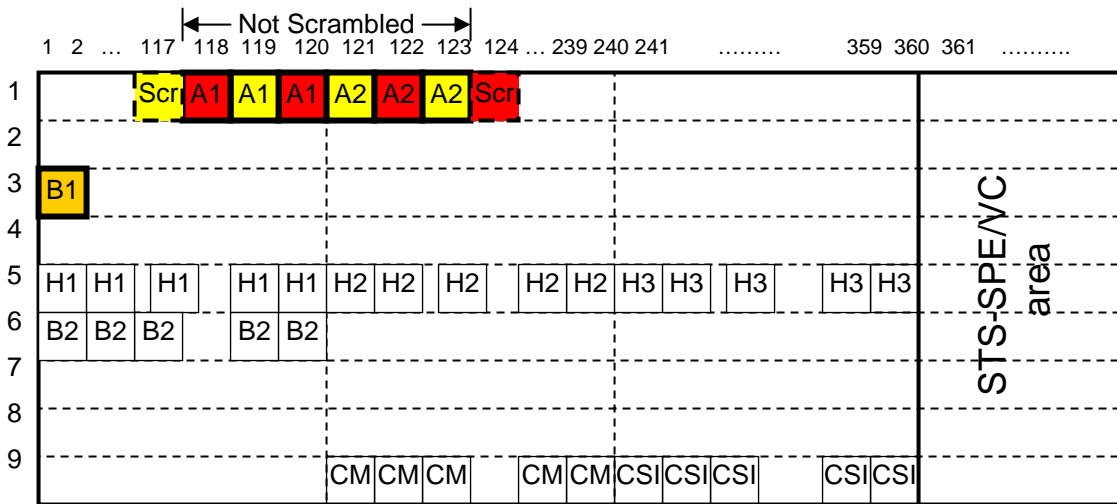 Not Scrambled
1 2 ... 117 118 119 120 121 122 123 124 ... 239 240 241 ......... 359 360 361 ..........
1 Scr A1 A1 A1 A2 A2 A2 Scr
2
3 B1
4
5 H1 H1 H1 H1 H1 H2 H2 H2 H2 H2 H3 H3 H3 H3 H3
6 B2 B2 B2 B2 B2
7
8
9 CM CM CM CM CM CSI CSI CSI CSI CSI
STS-SPE/VC
area